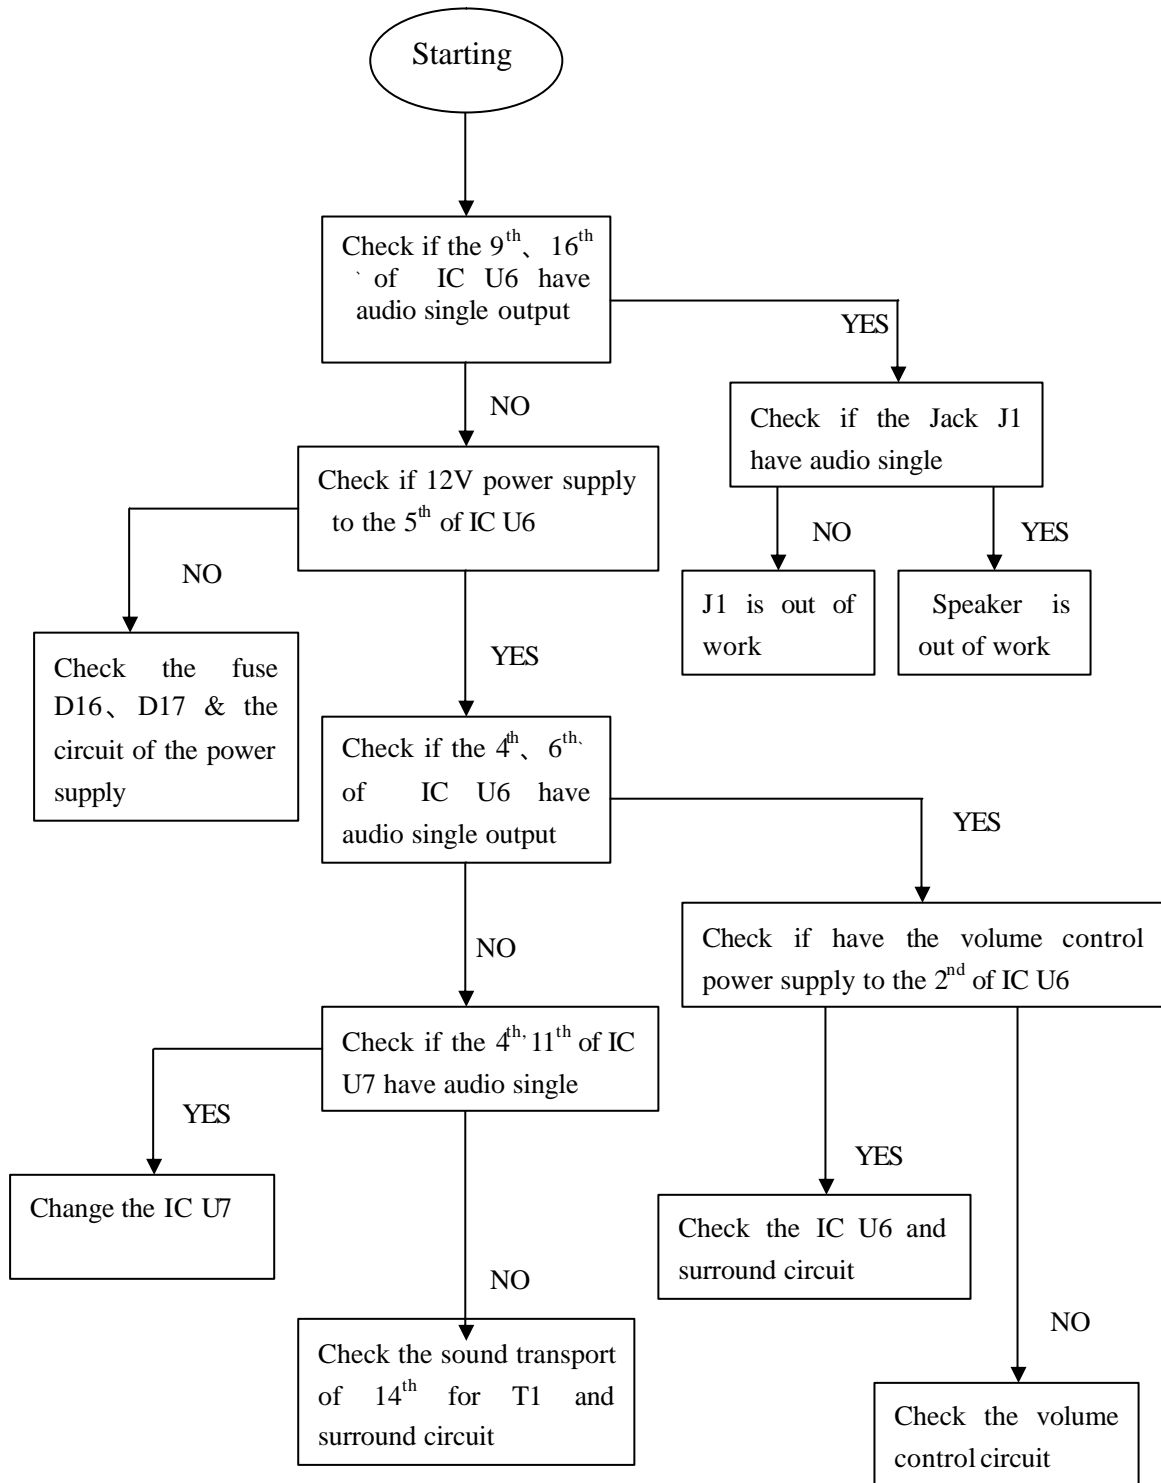 Starting
Check if the 9th、 16th
` of IC U6 have
audio single output
YES
NO
Check if the Jack J1
have audio single
Check if 12V power supply
to the 5th of IC U6
NO
YES
NO
J1 is out of
work
Speaker is
out of work
YES
Check the fuse
D16、 D17 & the
circuit of the power
supply
Check if the 4th、 6th、
of IC U6 have
audio single output
YES
NO
Check if have the volume control
power supply to the 2nd of IC U6
Check if the 4th, 11th of IC
U7 have audio single
YES
YES
Change the IC U7
Check the IC U6 and
surround circuit
NO
NO
Check the sound transport
of 14th for T1 and
surround circuit
Check the volume
control circuit